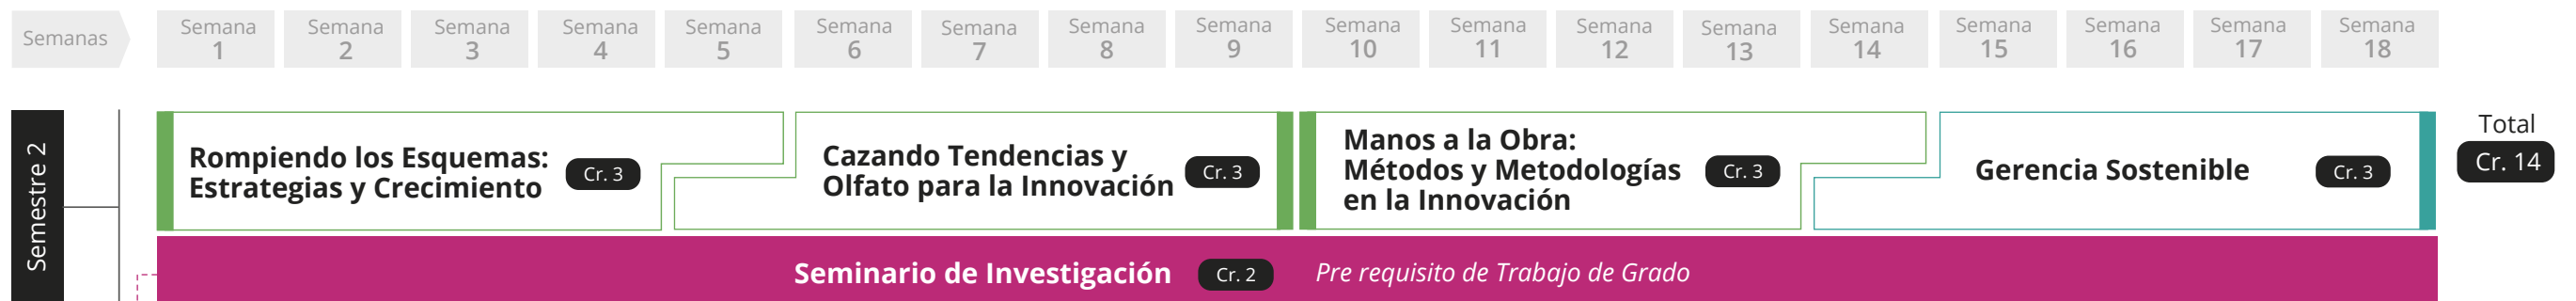 Semanas
Semana
1
Semana
2
Semana
3
Semana
4
Semana
5
Semana
6
Semana
7
Semana
8
Semana
9
Semana
10
Semana
11
Semana
12
Semana
13
Semana
14
Semana
15
Semana
16
Semana
17
Semana
18
Semestre 2
Rompiendo los Esquemas:
Estrategias y Crecimiento
Cr. 3
Cazando Tendencias y
Olfato para la Innovación
Cr. 3
Manos a la Obra:
Métodos y Metodologías
en la Innovación
Cr. 3
Gerencia Sostenible
Cr. 3
Total
Cr. 14
Seminario de Investigación
Cr. 2
Pre requisito de Trabajo de Grado